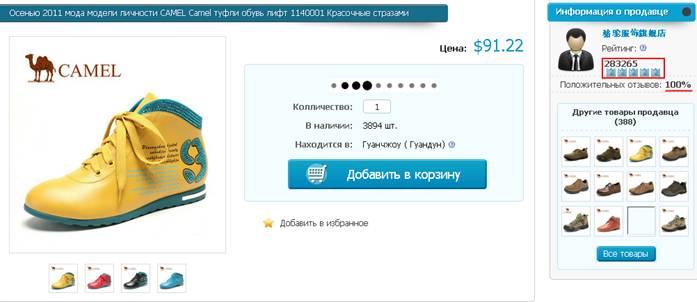 Осенью 2011 мода модели личности CAMEL Camel туфли обувь лифт 1140001 Красочные стразами
CAMEL
Цена: $91.22
Колличество: 1
В наличии: 3894 шт.
Находится в: Гуанчжоу ( Гуандун)
Добавить в корзину
Добавить в избранное
Информация о продавце
骆驼服饰旗舰店
Рейтинг:
283265
Положительных отзывов: 100%
Другие товары продавца
(388)
Все товары